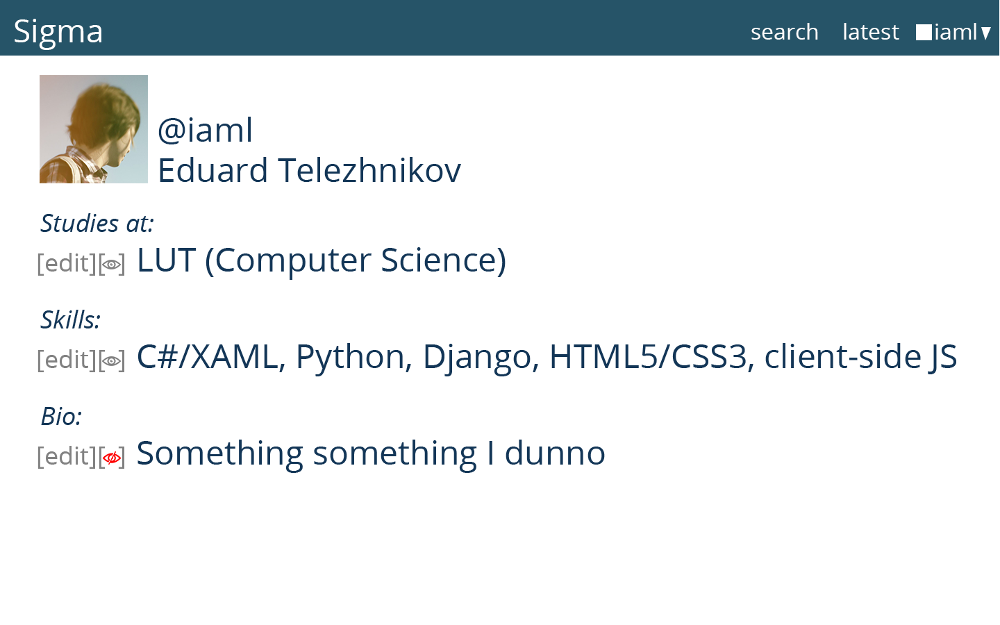 Sigma
search latest iaml
@iaml
Eduard Telezhnikov
Studies at:
[edit][] LUT (Computer Science)
Skills:
[edit][] C#/XAML, Python, Django, HTML5/CSS3, client-side JS
Bio:
[edit][] Something something I dunno